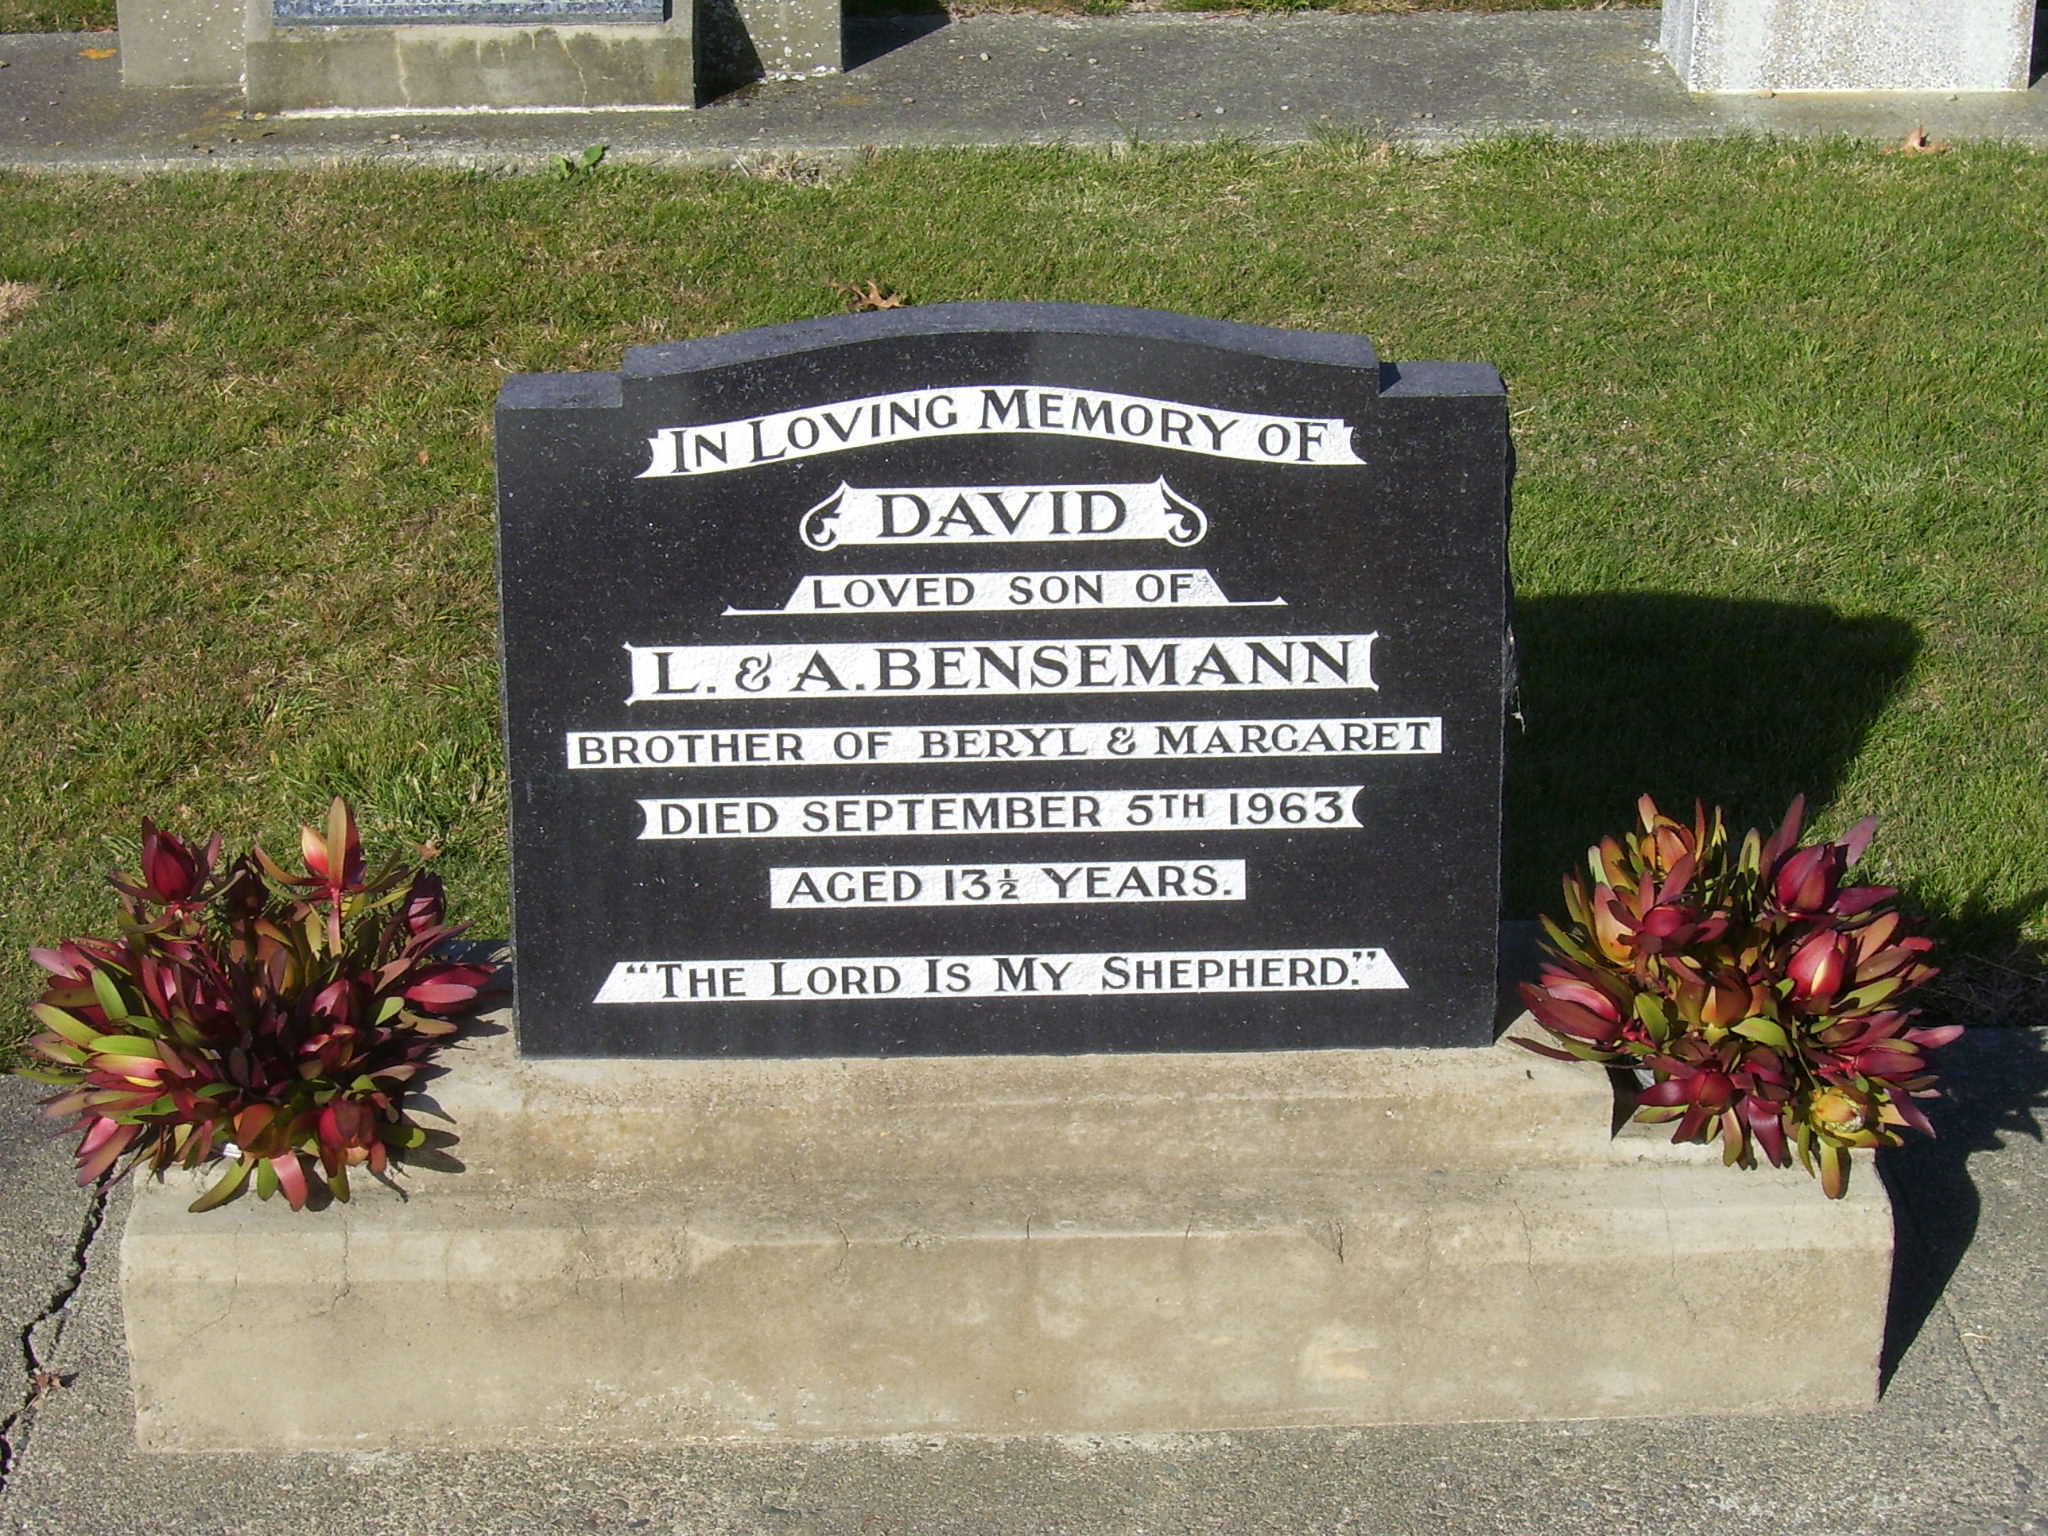 IN LOVING MEMORY OF
DAVID
LOVED SON OF
L. & A. BENSEMANN
BROTHER OF BERYL & MARGARET
DIED SEPTEMBER 5TH 1963
AGED 13½ YEARS.
"THE LORD IS MY SHEPHERD."